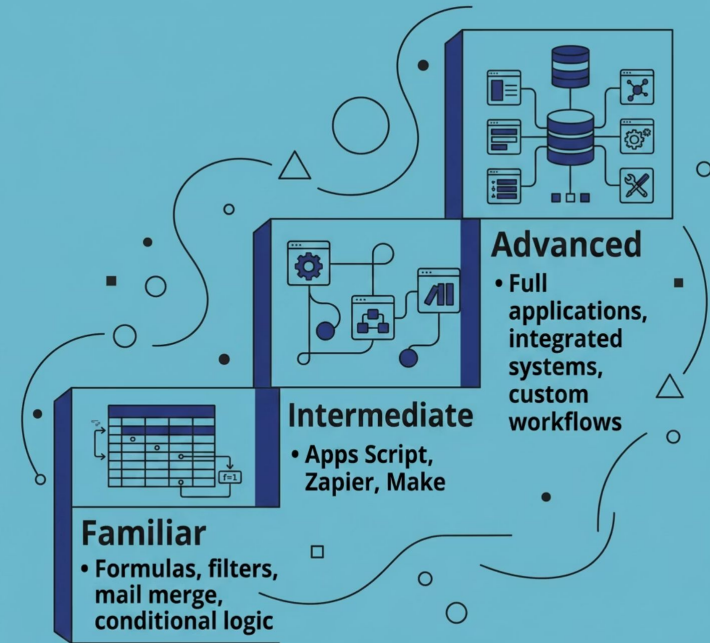 Advanced
• Full
applications,
integrated
systems,
custom
workflows
Intermediate
• Apps Script,
Zapier, Make
f=1
Familiar
• Formulas, filters,
mail merge,
conditional logic